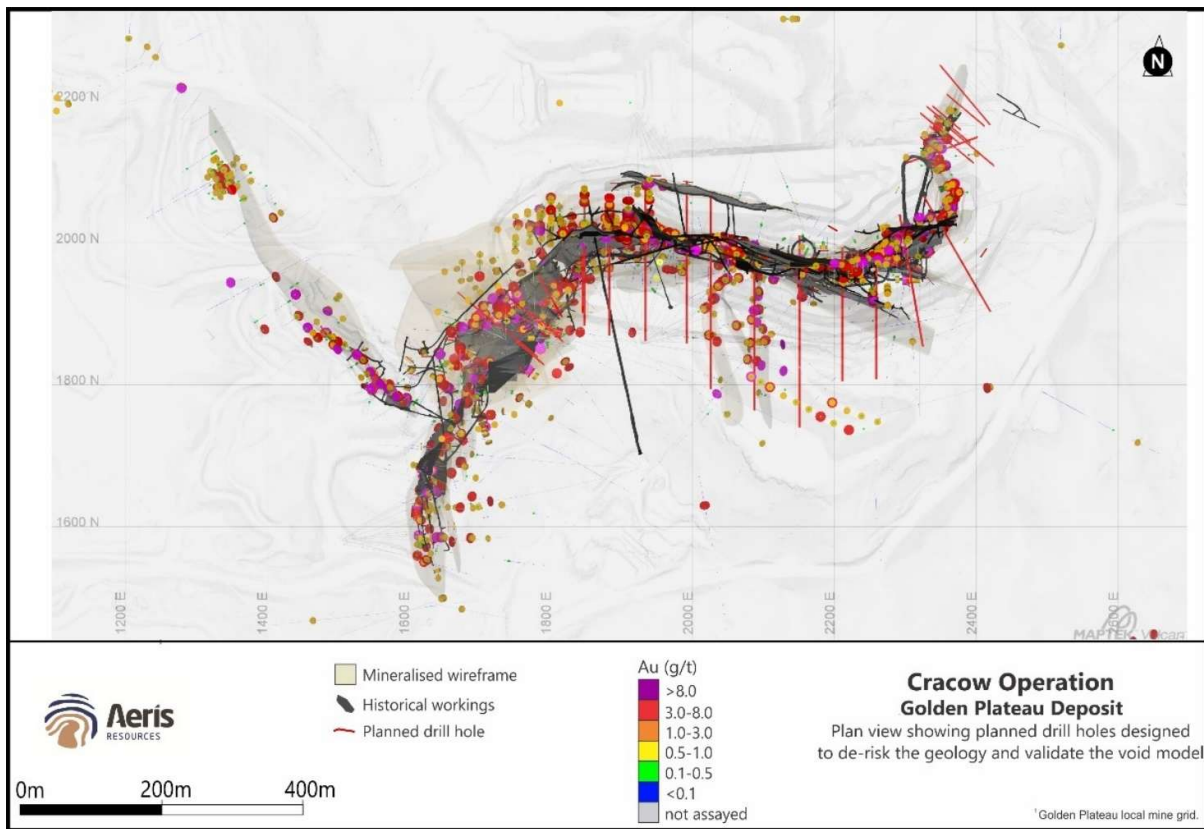 N
2200 N
2000 N
1800 N
1600 N
1200 E
1400 E
1600 E
1800 E
2000 E
2200 E
2400 E
2600 E
MAPTEK Vulcan
Aeris
RESOURCES
0m
200m
400m
Mineralised wireframe
Historical workings
Planned drill hole
Au (g/t)
>8.0
3.0-8.0
1.0-3.0
0.5-1.0
0.1-0.5
<0.1
not assayed
Cracow Operation
Golden Plateau Deposit
Plan view showing planned drill holes designed
to de-risk the geology and validate the void model
¹Golden Plateau local mine grid.